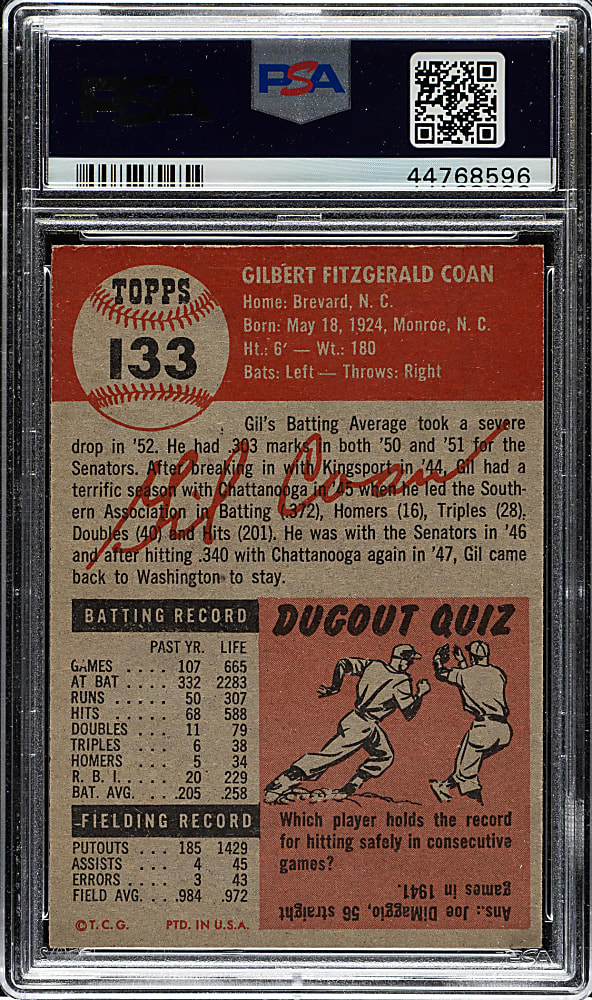 PSA
PSA
44768596
TOPPS
133
GILBERT FITZGERALD COAN
Home: Brevard, N. C.
Born: May 18, 1924, Monroe, N. C.
Ht.: 6′ — Wt.: 180
Bats: Left — Throws: Right
Gil's Batting Average took a severe
drop in '52. He had .303 marks in both '50 and '51 for the
Senators. After breaking in with Kingsport in '44, Gil had a
terrific season with Chattanooga in '45 when he led the South-
ern Association in Batting (.372), Homers (16), Triples (28),
Doubles (40) and Hits (201). He was with the Senators in '46
and after hitting .340 with Chattanooga again in '47, Gil came
back to Washington to stay.
Gil Coan
BATTING RECORD
PAST YR. LIFE
GAMES .... 107 665
AT BAT .... 332 2283
RUNS ..... 50 307
HITS ..... 68 588
DOUBLES ... 11 79
TRIPLES .... 6 38
HOMERS ... 5 34
R. B. I...... 20 229
BAT. AVG. ... .205 .258
FIELDING RECORD
PUTOUTS ... 185 1429
ASSISTS .... 4 45
ERRORS .... 3 43
FIELD AVG. ... .984 .972
©T.C.G. PTD. IN U.S.A.
DUGOUT QUIZ
Which player holds the record
for hitting safely in consecutive
games?
Ans.: Joe DiMaggio, 56 straight
games in 1941.
PSA